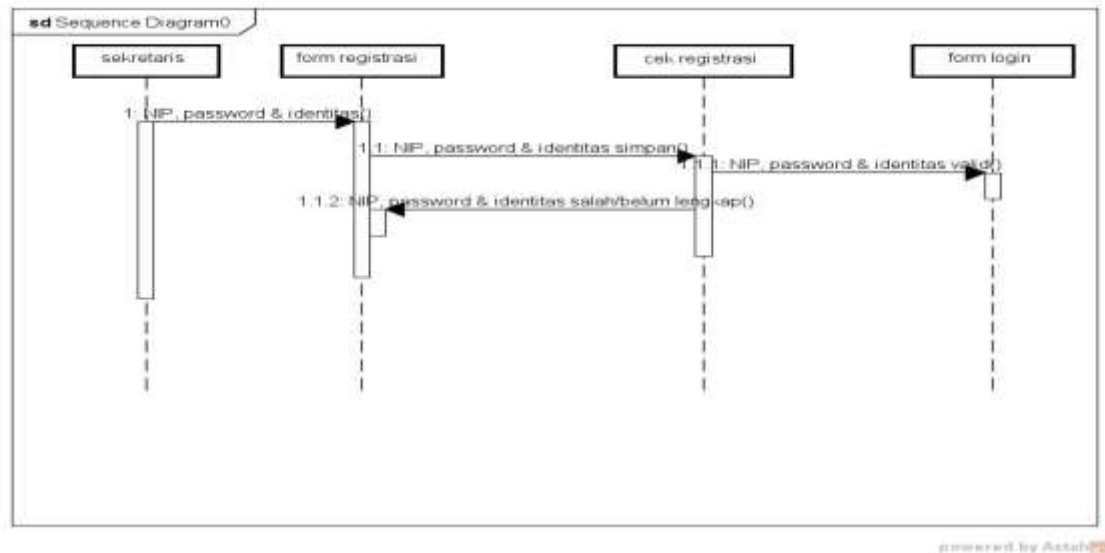 sd Sequence Diagram0
sekretaris
form registrasi
cek registrasi
form login
1: NIP, password & identitas()
1.1: NIP, password & identitas simpan()
1.1.1: NIP, password & identitas valid()
1.1.2: NIP, password & identitas salah/belum lengkap()
powered by Astah